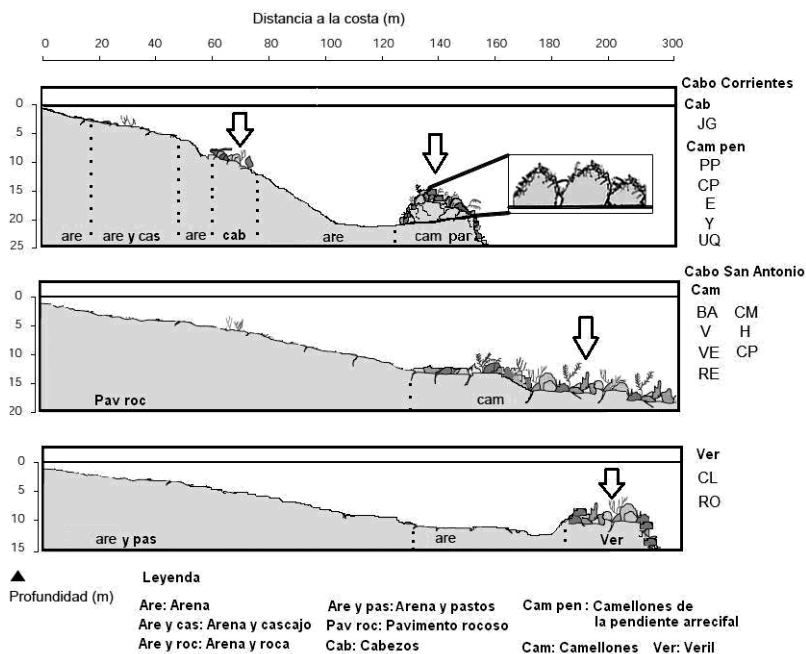 Distancia a la costa (m)
0 20 40 60 80 100 120 140 160 180 200 300
Cabo Corrientes
Cab
JG
Cam pen
PP
CP
E
Y
UQ
0
5
10
15
20
25
are are y cas are cab are cam par
Cabo San Antonio
Cam
BA CM
V H
VE CP
RE
0
5
10
15
20
Pav roc cam
Ver
CL
RO
0
5
10
15
are y pas are Ver
Profundidad (m)
Leyenda
Are: Arena
Are y cas: Arena y cascajo
Are y roc: Arena y roca
Are y pas: Arena y pastos
Pav roc: Pavimento rocoso
Cab: Cabezos
Cam pen : Camellones de
la pendiente arrecifal
Cam: Camellones Ver: Veril